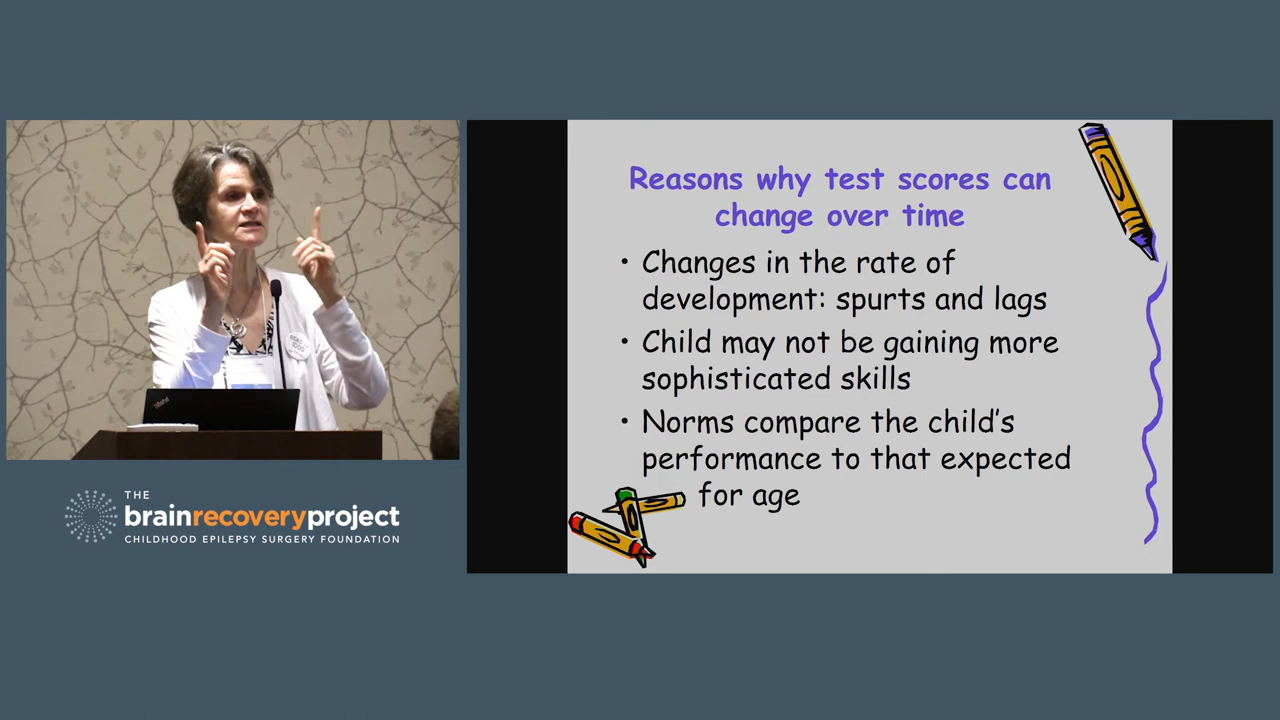 Reasons why test scores can
change over time
• Changes in the rate of
development: spurts and lags
• Child may not be gaining more
sophisticated skills
• Norms compare the child's
performance to that expected
for age
THE
brainrecoveryproject
CHILDHOOD EPILEPSY SURGERY FOUNDATION